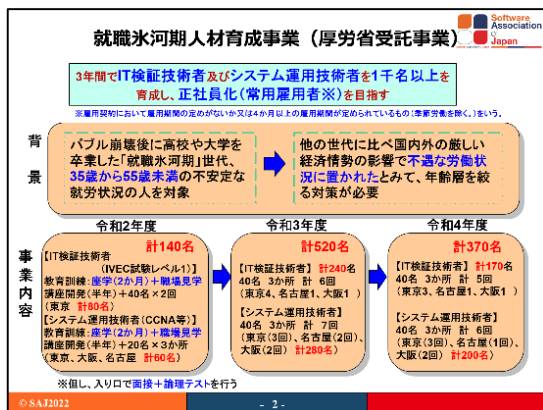 Software
Association
of
Japan
就職氷河期人材育成事業（厚労省受託事業）
3年間でIT検証技術者及びシステム運用技術者を1千名以上を
育成し、正社員化(常用雇用者※)を目指す
※雇用契約において雇用期間の定めがないか又は4か月以上の雇用期間が定められているもの(季節労働を除く。)をいう。
背
景
バブル崩壊後に高校や大学を
卒業した「就職氷河期」世代、
35歳から55歳未満の不安定な
就労状況の人を対象
他の世代に比べ国内外の厳しい
経済情勢の影響で不遇な労働状
況に置かれたとみて、年齢層を絞
る対策が必要
事
業
内
容
令和2年度
計140名
【IT検証技術者
(IVEC試験レベル1)】
教育訓練:座学(2か月)+職場見学
講座開発(半年)+40名×2回
(東京 計80名)
【システム運用技術者(CCNA等)】
教育訓練:座学(2か月)+職場見学
講座開発(半年)+20名×3か所
(東京、大阪、名古屋 計60名)
令和3年度
計520名
【IT検証技術者】計240名
40名 3か所 計 6回
(東京4、名古屋1、大阪1 )
【システム運用技術者】
40名 3か所 計 7回
(東京(3回)、名古屋(2回)、
大阪(2回)計280名)
令和4年度
計370名
【IT検証技術者】計170名
40名 3か所 計 5回
(東京3、名古屋1、大阪1)
【システム運用技術者】
40名 3か所 計 6回
(東京(3回)、名古屋(1回)、
大阪(2回)計200名)
※但し、入り口で面接+論理テストを行う
© SAJ2022
- 2 -